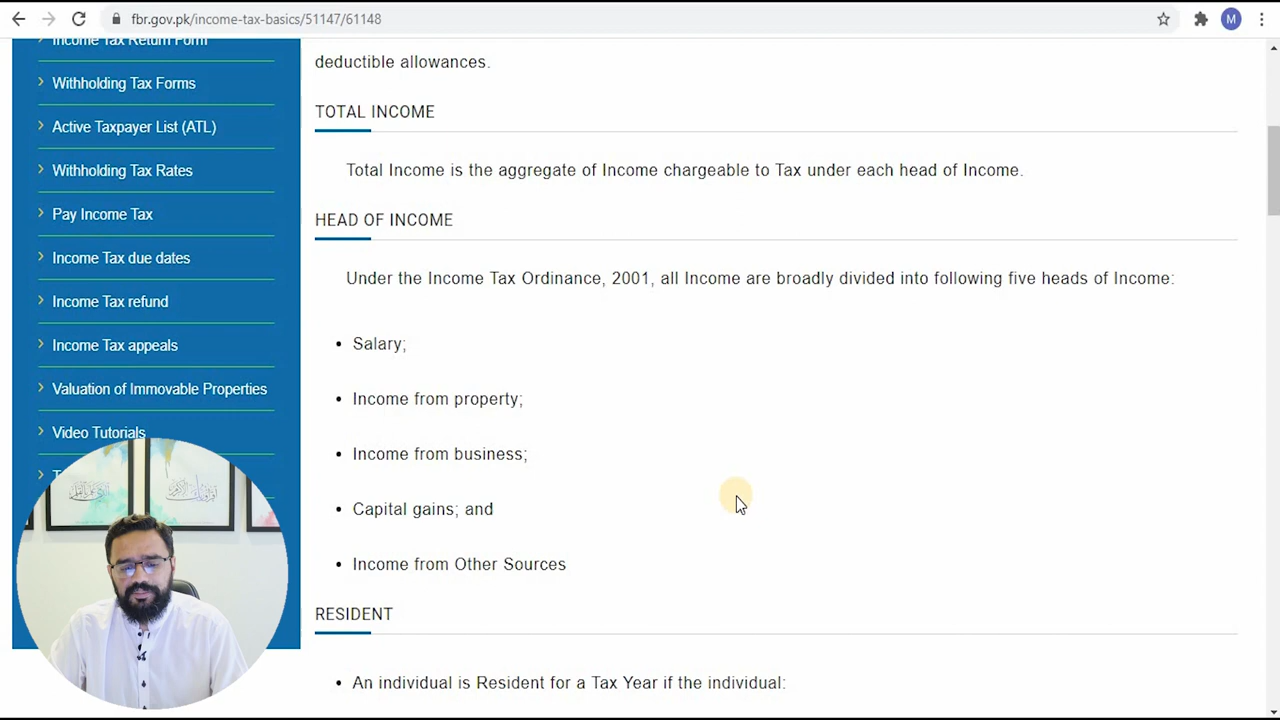 fbr.gov.pk/income-tax-basics/51147/61148
M
Income Tax Return Form
Withholding Tax Forms
Active Taxpayer List (ATL)
Withholding Tax Rates
Pay Income Tax
Income Tax due dates
Income Tax refund
Income Tax appeals
Valuation of Immovable Properties
Video Tutorials
deductible allowances.
TOTAL INCOME
Total Income is the aggregate of Income chargeable to Tax under each head of Income.
HEAD OF INCOME
Under the Income Tax Ordinance, 2001, all Income are broadly divided into following five heads of Income:
• Salary;
• Income from property;
• Income from business;
• Capital gains; and
• Income from Other Sources
RESIDENT
• An individual is Resident for a Tax Year if the individual: